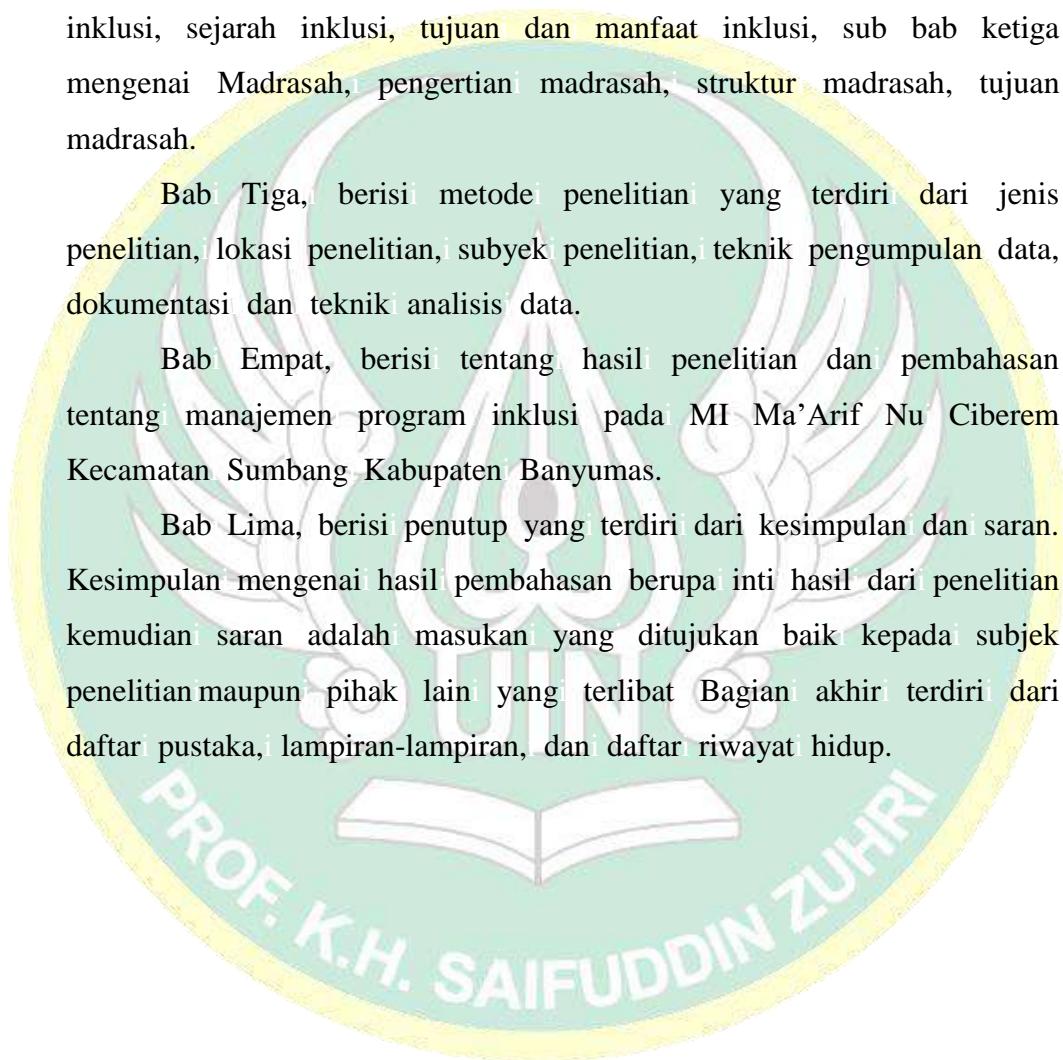 inklusi, sejarah inklusi, tujuan dan manfaat inklusi, sub bab ketiga
mengenai Madrasah, pengertian madrasah, struktur madrasah, tujuan
madrasah.
Bab Tiga, berisi metode penelitian yang terdiri dari jenis
penelitian, lokasi penelitian, subyek penelitian, teknik pengumpulan data,
dokumentasi dan teknik analisis data.
Bab Empat, berisi tentang hasil penelitian dan pembahasan
tentang manajemen program inklusi pada MI Ma’Arif Nu Ciberem
Kecamatan Sumbang Kabupaten Banyumas.
Bab Lima, berisi penutup yang terdiri dari kesimpulan dan saran.
Kesimpulan mengenai hasil pembahasan berupa inti hasil dari penelitian
kemudian saran adalah masukan yang ditujukan baik kepada subjek
penelitian maupun pihak lain yang terlibat Bagian akhir terdiri dari
daftar pustaka, lampiran-lampiran, dan daftar riwayat hidup.
UIN
PROF. K.H. SAIFUDDIN ZUHRI